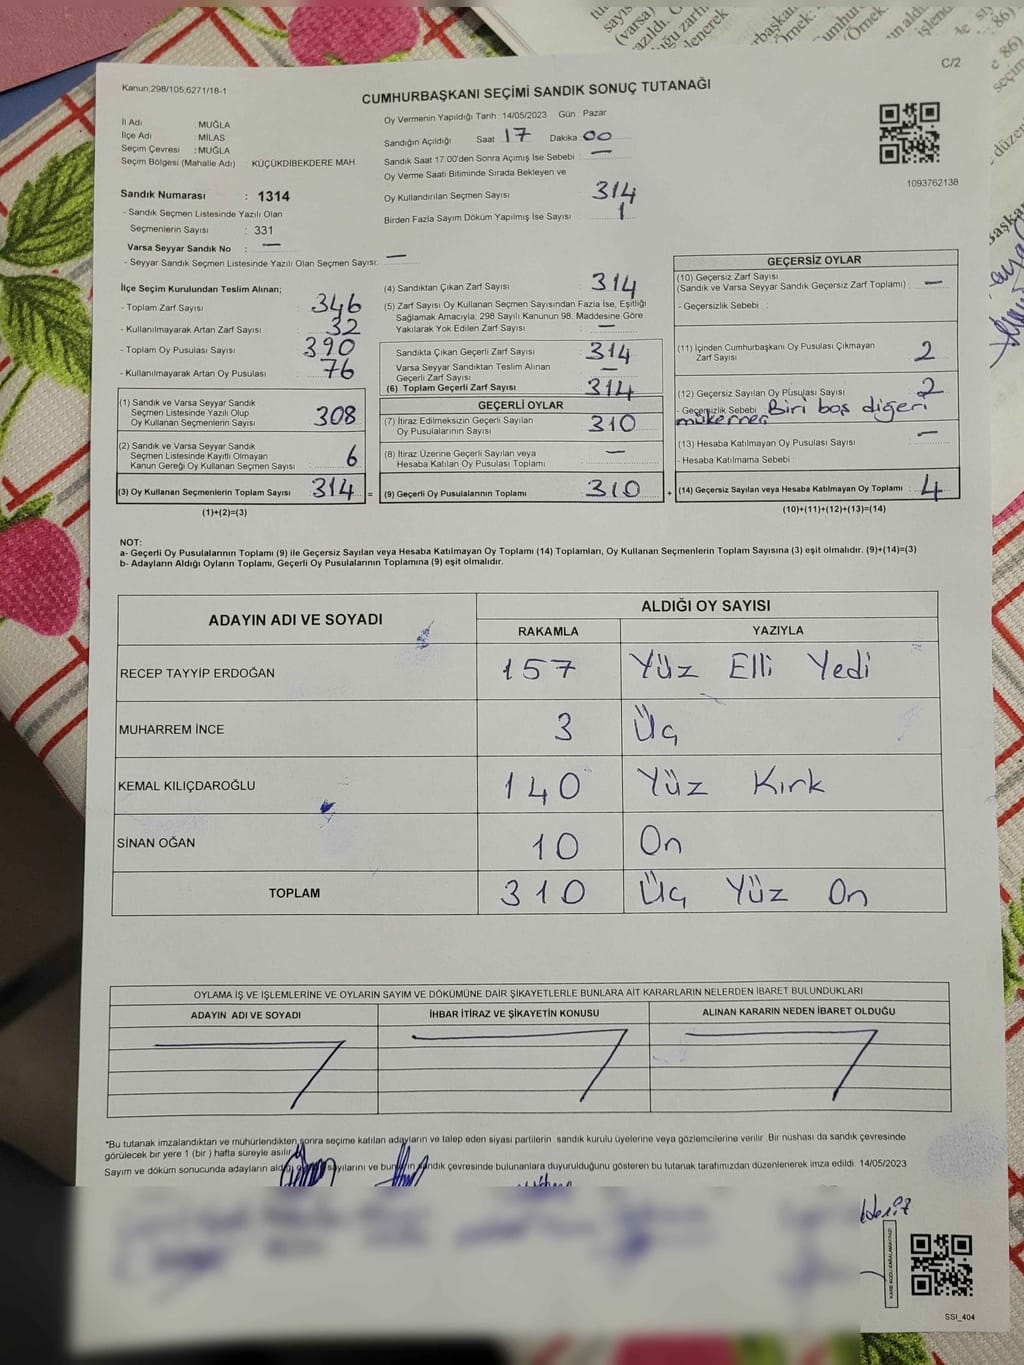 C/2
Kanun;298/105;6271/18-1
CUMHURBAŞKANI SEÇİMİ SANDIK SONUÇ TUTANAĞI
İl Adı : MUĞLA
İlçe Adı : MİLAS
Seçim Çevresi : MUĞLA
Seçim Bölgesi (Mahalle Adı) : KÜÇÜKDİBEKDERE MAH.
Sandık Numarası : 1314
- Sandık Seçmen Listesinde Yazılı Olan
Seçmenlerin Sayısı : 331
Varsa Seyyar Sandık No : —
- Seyyar Sandık Seçmen Listesinde Yazılı Olan Seçmen Sayısı: —
Oy Vermenin Yapıldığı Tarih : 14/05/2023 Gün : Pazar
Sandığın Açıldığı Saat 17 Dakika 00
Sandık Saat 17.00'den Sonra Açımış İse Sebebi : —
Oy Verme Saati Bitiminde Sırada Bekleyen ve
Oy Kullandırılan Seçmen Sayısı 314
Birden Fazla Sayım Döküm Yapılmış İse Sayısı 1
1093762138
İlçe Seçim Kurulundan Teslim Alınan;
- Toplam Zarf Sayısı : 346
- Kullanılmayarak Artan Zarf Sayısı : 32
- Toplam Oy Pusulası Sayısı : 390
- Kullanılmayarak Artan Oy Pusulası : 76
(1) Sandık ve Varsa Seyyar Sandık
Seçmen Listesinde Yazılı Olup
Oy Kullanan Seçmenlerin Sayısı 308
(2) Sandık ve Varsa Seyyar Sandık
Seçmen Listesinde Kayıtlı Olmayan
Kanun Gereği Oy Kullanan Seçmen Sayısı 6
(3) Oy Kullanan Seçmenlerin Toplam Sayısı 314 =
(1)+(2)=(3)
(4) Sandıktan Çıkan Zarf Sayısı 314
(5) Zarf Sayısı Oy Kullanan Seçmen Sayısından Fazla İse, Eşitliği
Sağlamak Amacıyla; 298 Sayılı Kanunun 98. Maddesine Göre
Yakılarak Yok Edilen Zarf Sayısı —
Sandıkta Çıkan Geçerli Zarf Sayısı 314
Varsa Seyyar Sandıktan Teslim Alınan
Geçerli Zarf Sayısı —
(6) Toplam Geçerli Zarf Sayısı 314
GEÇERLİ OYLAR
(7) İtiraz Edilmeksizin Geçerli Sayılan
Oy Pusulalarının Sayısı 310
(8) İtiraz Üzerine Geçerli Sayılan veya
Hesaba Katılan Oy Pusulası Toplamı —
(9) Geçerli Oy Pusulalarının Toplamı 310 +
GEÇERSİZ OYLAR
(10) Geçersiz Zarf Sayısı
(Sandık ve Varsa Seyyar Sandık Geçersiz Zarf Toplamı) —
- Geçersizlik Sebebi :
(11) İçinden Cumhurbaşkanı Oy Pusulası Çıkmayan
Zarf Sayısı 2
(12) Geçersiz Sayılan Oy Pusulası Sayısı 2
- Geçersizlik Sebebi : Biri boş diğeri
mükerrer
(13) Hesaba Katılmayan Oy Pusulası Sayısı —
- Hesaba Katılmama Sebebi :
(14) Geçersiz Sayılan veya Hesaba Katılmayan Oy Toplamı 4
(10)+(11)+(12)+(13)=(14)
NOT:
a- Geçerli Oy Pusulalarının Toplamı (9) ile Geçersiz Sayılan veya Hesaba Katılmayan Oy Toplamı (14) Toplamları, Oy Kullanan Seçmenlerin Toplam Sayısına (3) eşit olmalıdır. (9)+(14)=(3)
b- Adayların Aldığı Oyların Toplamı, Geçerli Oy Pusulalarının Toplamına (9) eşit olmalıdır.
ADAYIN ADI VE SOYADI ALDIĞI OY SAYISI
RAKAMLA YAZIYLA
RECEP TAYYİP ERDOĞAN 157 Yüz Elli Yedi
MUHARREM İNCE 3 Üç
KEMAL KILIÇDAROĞLU 140 Yüz Kırk
SİNAN OĞAN 10 On
TOPLAM 310 Üç Yüz On
OYLAMA İŞ VE İŞLEMLERİNE VE OYLARIN SAYIM VE DÖKÜMÜNE DAİR ŞİKAYETLERLE BUNLARA AİT KARARLARIN NELERDEN İBARET BULUNDUKLARI
ADAYIN ADI VE SOYADI İHBAR İTİRAZ VE ŞİKAYETİN KONUSU ALINAN KARARIN NEDEN İBARET OLDUĞU
*Bu tutanak imzalandıktan ve mühürlendikten sonra seçime katılan adayların ve talep eden siyasi partilerin sandık kurulu üyelerine veya gözlemcilerine verilir. Bir nüshası da sandık çevresinde
görülecek bir yere 1 (bir ) hafta süreyle asılır.
Sayım ve döküm sonucunda adayların aldığı sayılarını ve bunların sandık çevresinde bulunanlara duyurulduğunu gösteren bu tutanak tarafımızdan düzenlenerek imza edildi. 14/05/2023
SSI_404